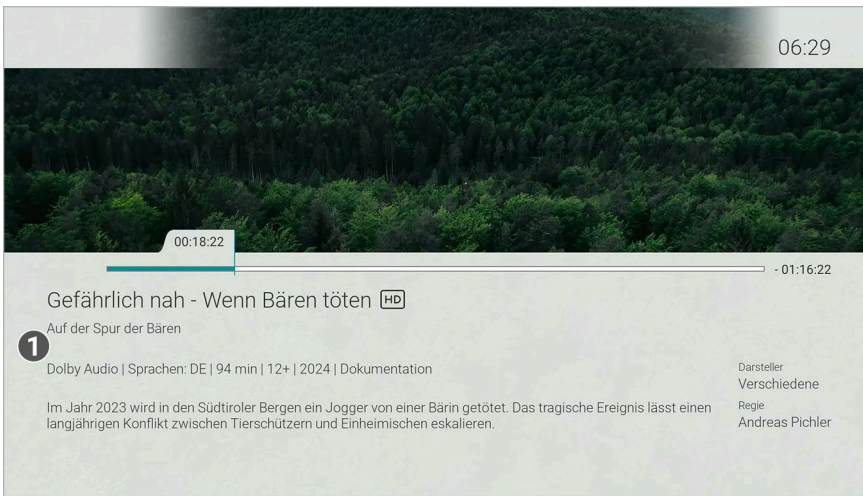 06:29
00:18:22
- 01:16:22
Gefährlich nah - Wenn Bären töten HD
Auf der Spur der Bären
1
Dolby Audio | Sprachen: DE | 94 min | 12+ | 2024 | Dokumentation
Im Jahr 2023 wird in den Südtiroler Bergen ein Jogger von einer Bärin getötet. Das tragische Ereignis lässt einen
langjährigen Konflikt zwischen Tierschützern und Einheimischen eskalieren.
Darsteller
Verschiedene
Regie
Andreas Pichler